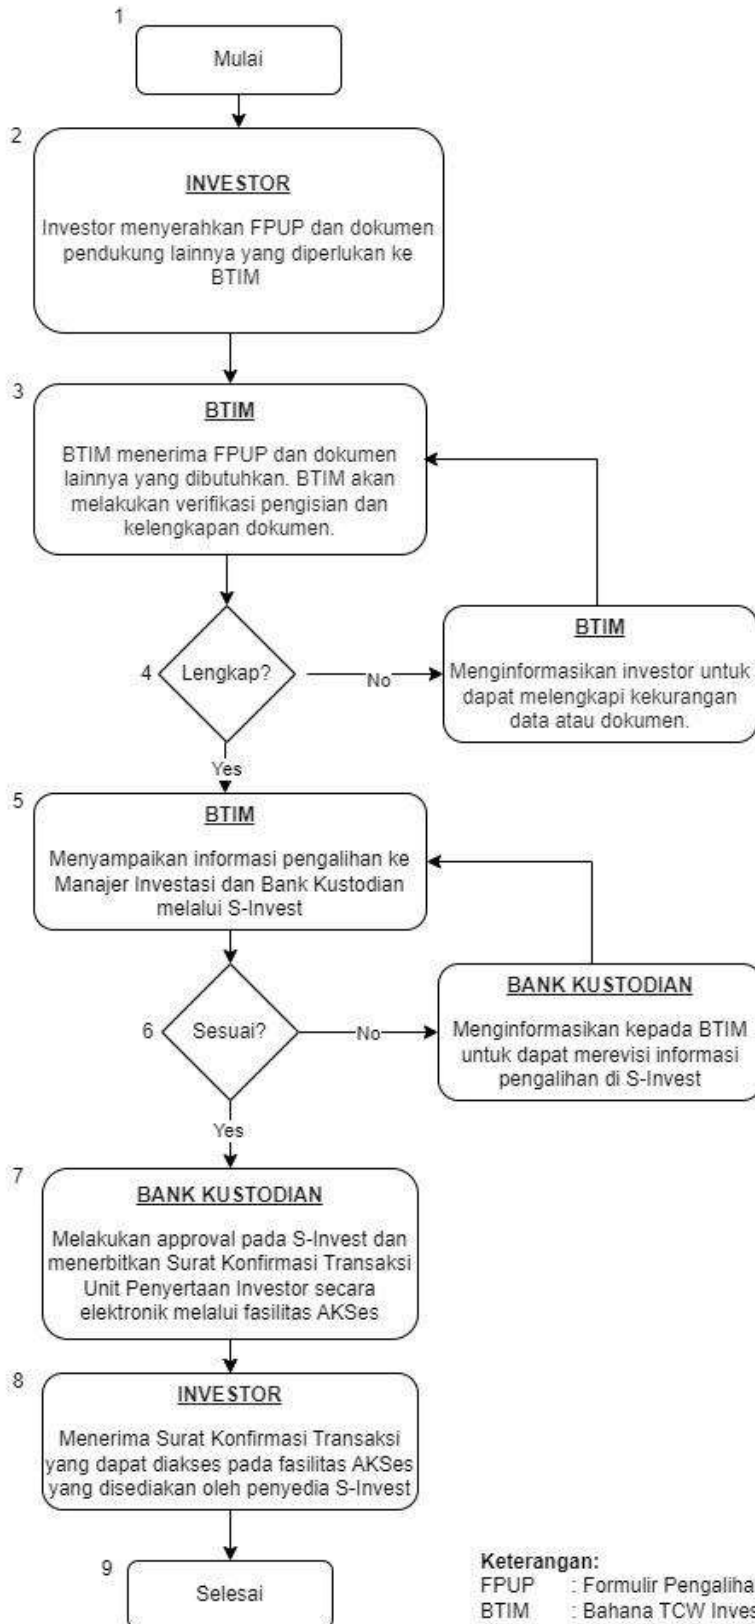 1
Mulai
2
INVESTOR
Investor menyerahkan FPUP dan dokumen
pendukung lainnya yang diperlukan ke
BTIM
3
BTIM
BTIM menerima FPUP dan dokumen
lainnya yang dibutuhkan. BTIM akan
melakukan verifikasi pengisian dan
kelengkapan dokumen.
4
Lengkap?
No
BTIM
Menginformasikan investor untuk
dapat melengkapi kekurangan
data atau dokumen.
Yes
5
BTIM
Menyampaikan informasi pengalihan ke
Manajer Investasi dan Bank Kustodian
melalui S-Invest
6
Sesuai?
No
BANK KUSTODIAN
Menginformasikan kepada BTIM
untuk dapat merevisi informasi
pengalihan di S-Invest
Yes
7
BANK KUSTODIAN
Melakukan approval pada S-Invest dan
menerbitkan Surat Konfirmasi Transaksi
Unit Penyertaan Investor secara
elektronik melalui fasilitas AKSes
8
INVESTOR
Menerima Surat Konfirmasi Transaksi
yang dapat diakses pada fasilitas AKSes
yang disediakan oleh penyedia S-Invest
9
Selesai
Keterangan:
FPUP : Formulir Pengaliha
BTIM : Bahana TCW Inves